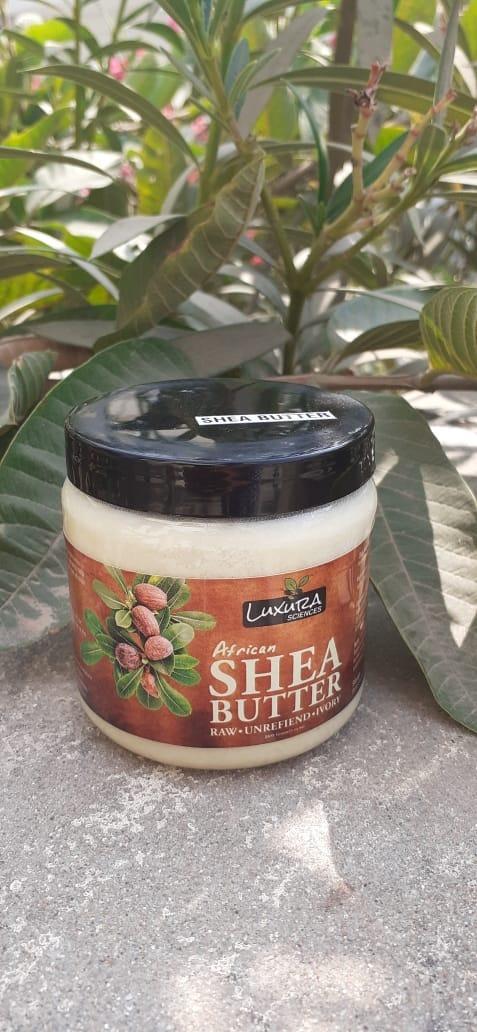 SHEA BUTTER
LUXURA
SCIENCES
African
SHEA
BUTTER
RAW•UNREFIEND•IVORY